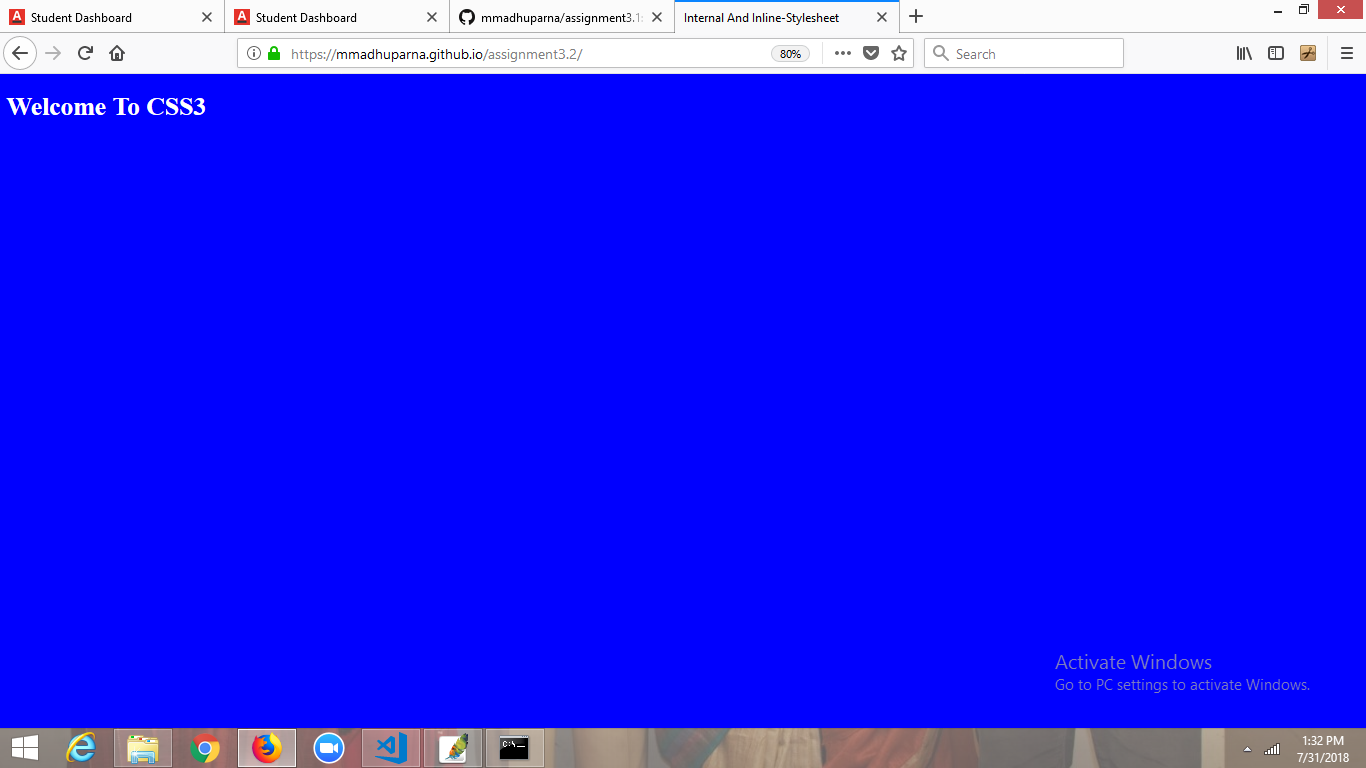 Student Dashboard
Student Dashboard
mmadhuparna/assignment3.1:
Internal And Inline-Stylesheet
https://mmadhuparna.github.io/assignment3.2/
80%
Search
Welcome To CSS3
Activate Windows
Go to PC settings to activate Windows.
1:32 PM
7/31/2018